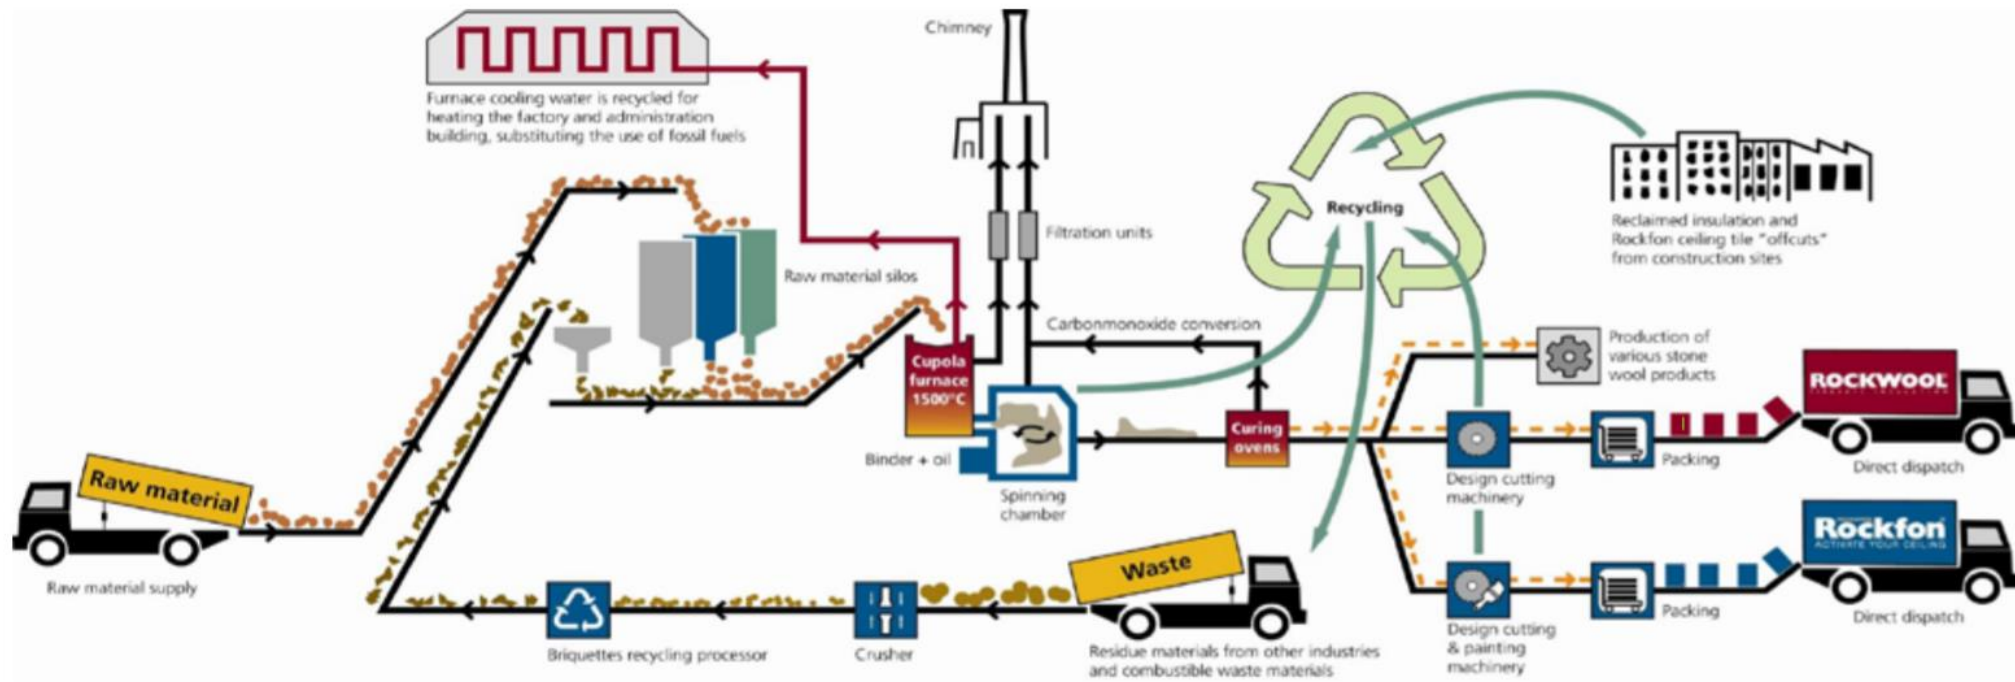 Chimney
Furnace cooling water is recycled for
heating the factory and administration
building, substituting the use of fossil fuels
Filtration units
Recycling
Reclaimed insulation and
Rockfon ceiling tile "offcuts"
from construction sites
Raw material silos
Carbonmonoxide conversion
Cupola
furnace
1500°C
Production of
various stone
wool products
ROCKWOOL
Curing
ovens
Binder + oil
Spinning
chamber
Design cutting
machinery
Packing
Direct dispatch
Raw material
Raw material supply
Waste
Rockfon
ACTIVATE YOUR CEILING
Briquettes recycling processor
Crusher
Residue materials from other industries
and combustible waste materials
Design cutting
& painting
machinery
Packing
Direct dispatch